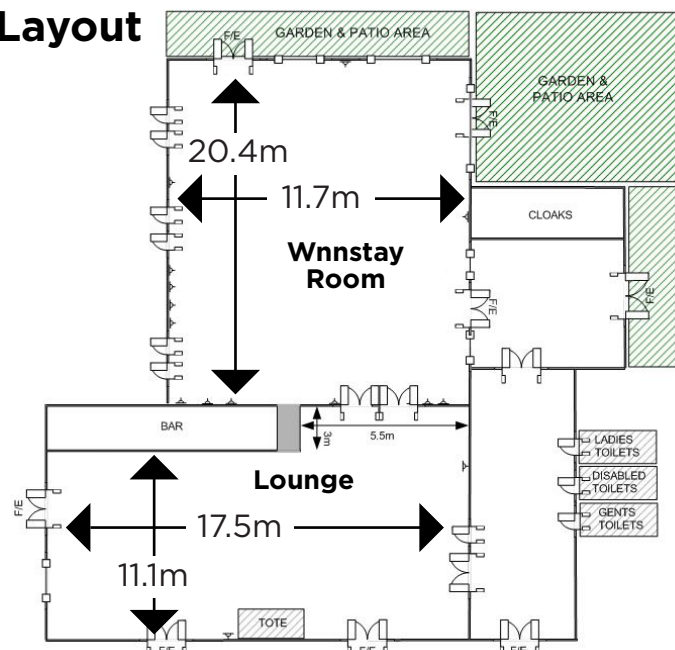 Layout
F/E
GARDEN & PATIO AREA
GARDEN &
PATIO AREA
F/E
20.4m
11.7m
CLOAKS
Wnnstay
Room
F/E
F/E
BAR
3m
5.5m
Lounge
LADIES
TOILETS
DISABLED
TOILETS
GENTS
TOILETS
F/E
17.5m
11.1m
TOTE
F/E
F/E
F/E